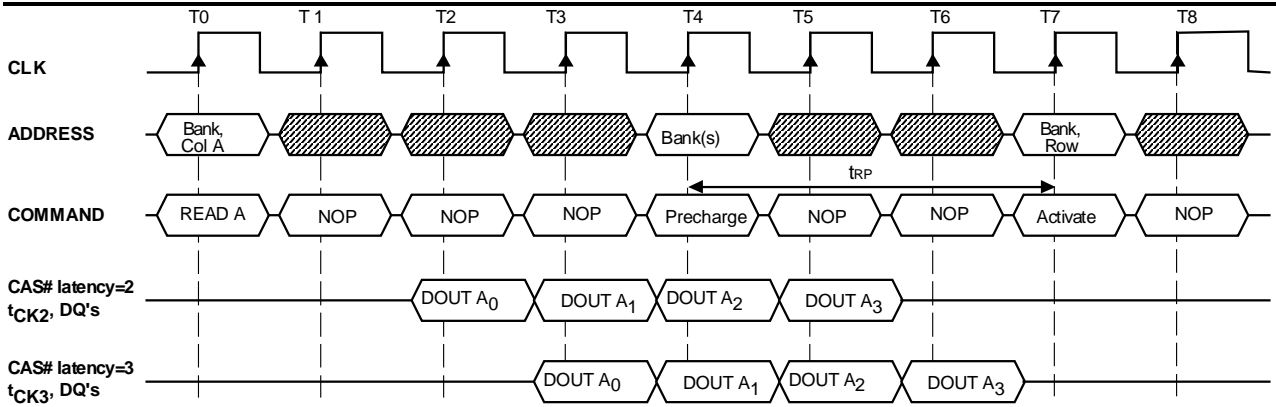 T0 T 1 T2 T3 T4 T5 T6 T7 T8
CLK
ADDRESS
Bank,
Col A
Bank(s)
Bank,
Row
tRP
COMMAND
READ A NOP NOP NOP Precharge NOP NOP Activate NOP
CAS# latency=2
tCK2, DQ's
DOUT A0 DOUT A1 DOUT A2 DOUT A3
CAS# latency=3
tCK3, DQ's
DOUT A0 DOUT A1 DOUT A2 DOUT A3